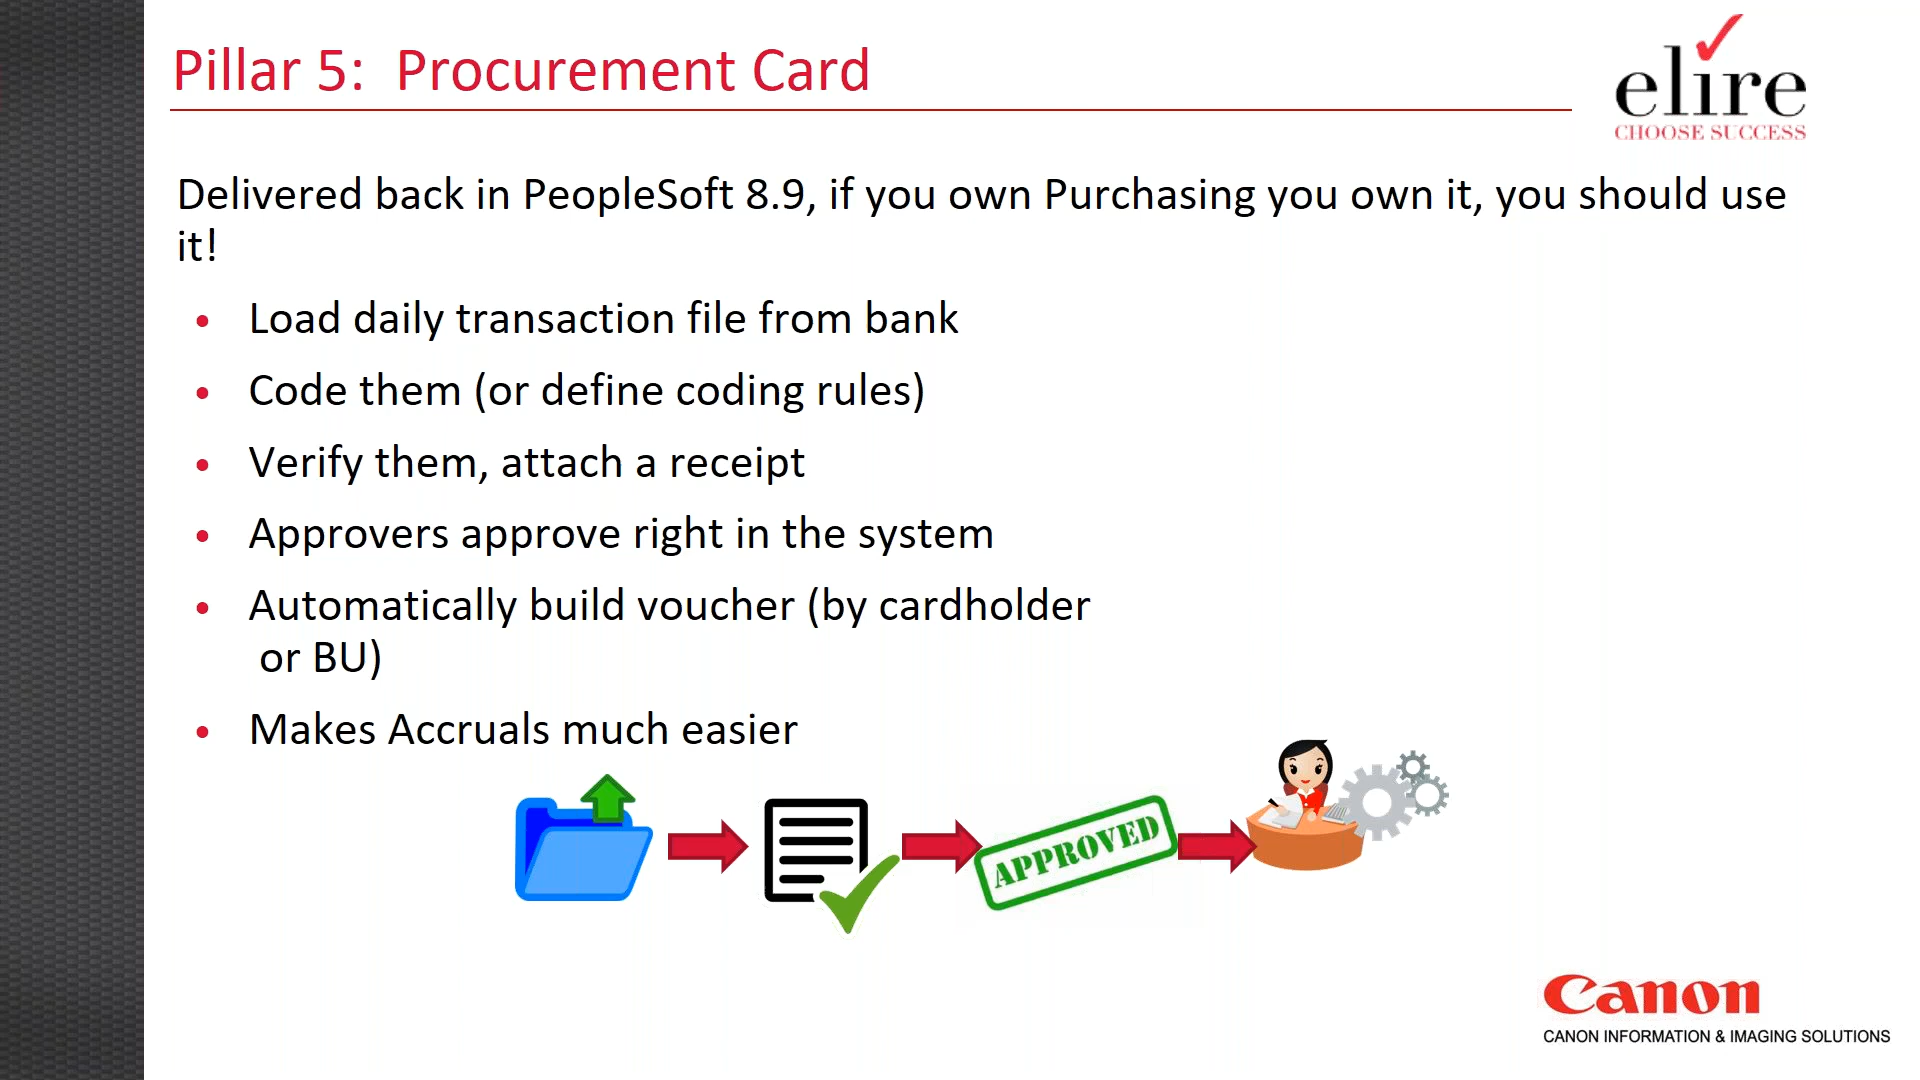 Pillar 5:  Procurement Card
elire
CHOOSE SUCCESS
Delivered back in PeopleSoft 8.9, if you own Purchasing you own it, you should use
it!
• Load daily transaction file from bank
• Code them (or define coding rules)
• Verify them, attach a receipt
• Approvers approve right in the system
• Automatically build voucher (by cardholder
or BU)
• Makes Accruals much easier
APPROVED
Canon
CANON INFORMATION & IMAGING SOLUTIONS